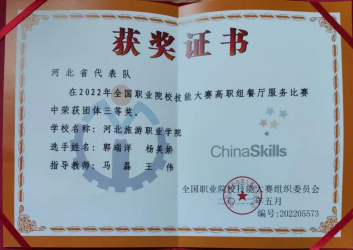 获奖证书
河北省代表队
在2022年全国职业院校技能大赛高职组餐厅服务比赛
中荣获团体三等奖。
学校名称：河北旅游职业学院
选手姓名：郭瑞洋 杨美娇
指导教师：马磊 王伟
ChinaSkills
全国职业院校技能大赛组织委员会
二〇二二年五月
编号:202205573